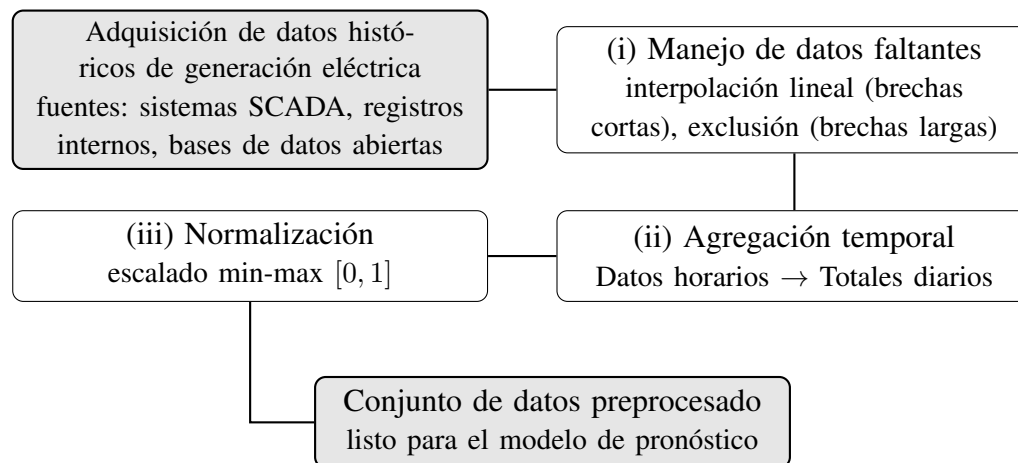 Adquisición de datos histó-
ricos de generación eléctrica
fuentes: sistemas SCADA, registros
internos, bases de datos abiertas
(i) Manejo de datos faltantes
interpolación lineal (brechas
cortas), exclusión (brechas largas)
(ii) Agregación temporal
Datos horarios → Totales diarios
(iii) Normalización
escalado min-max [0, 1]
Conjunto de datos preprocesado
listo para el modelo de pronóstico